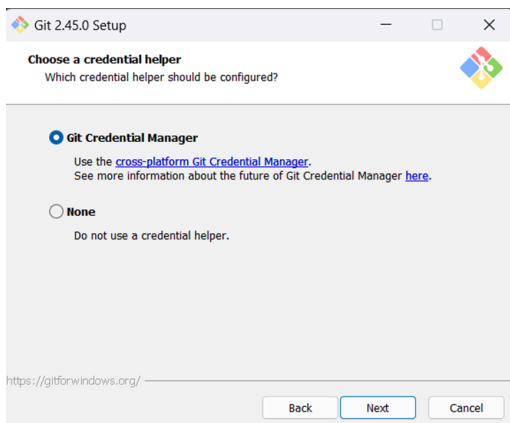 Git 2.45.0 Setup
Choose a credential helper
Which credential helper should be configured?
Git Credential Manager
Use the cross-platform Git Credential Manager.
See more information about the future of Git Credential Manager here.
None
Do not use a credential helper.
https://gitforwindows.org/
Back Next Cancel